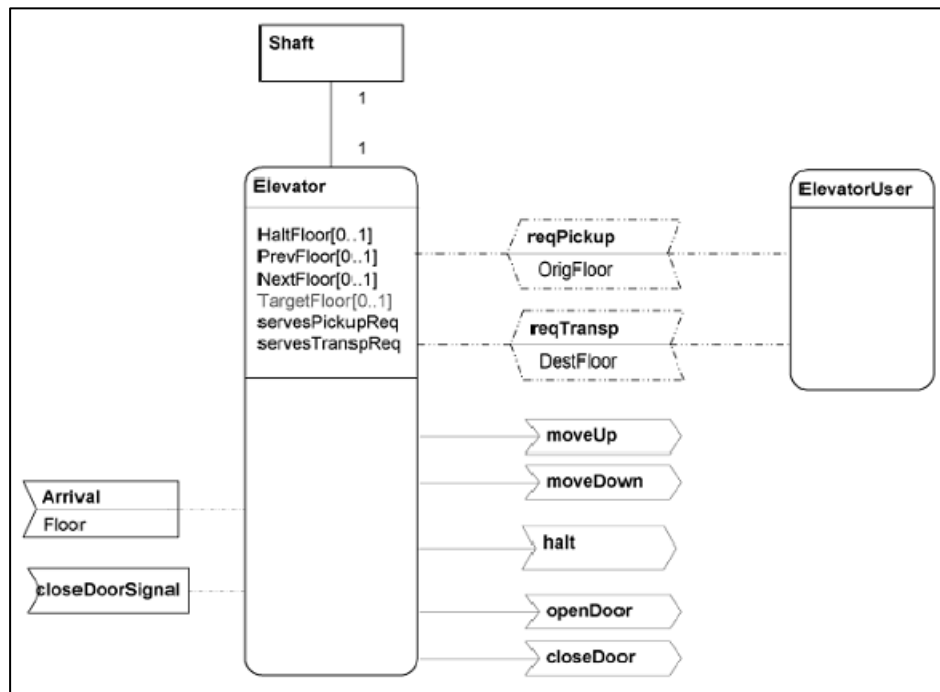 Shaft
1
1
Elevator
HaltFloor[0..1]
PrevFloor[0..1]
NextFloor[0..1]
TargetFloor[0..1]
servesPickupReq
servesTranspReq
reqPickup
OrigFloor
reqTransp
DestFloor
ElevatorUser
moveUp
moveDown
halt
openDoor
closeDoor
Arrival
Floor
closeDoorSignal